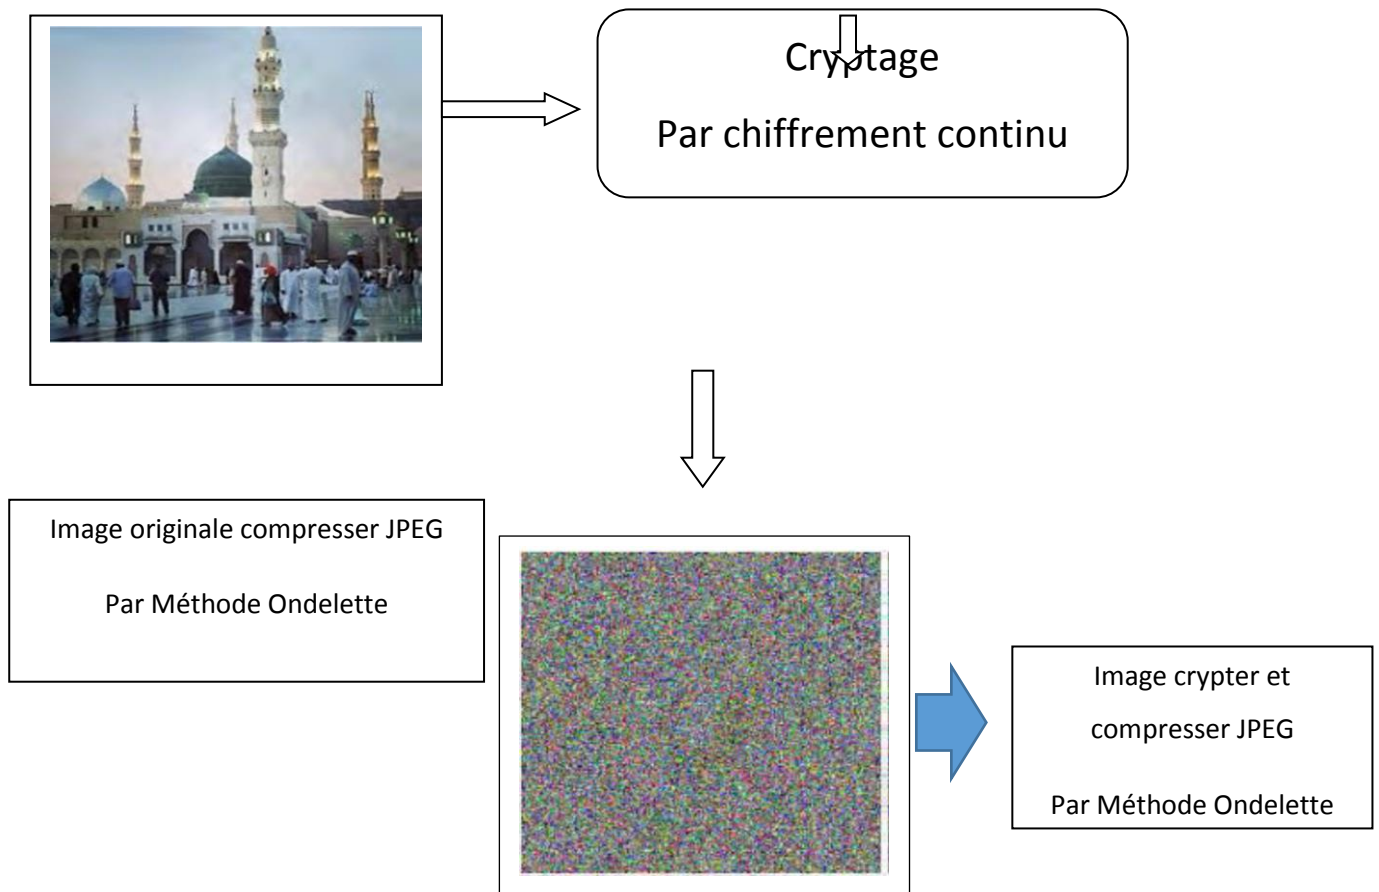 Cryptage
Par chiffrement continu
Image originale compresser JPEG
Par Méthode Ondelette
Image crypter et
compresser JPEG
Par Méthode Ondelette